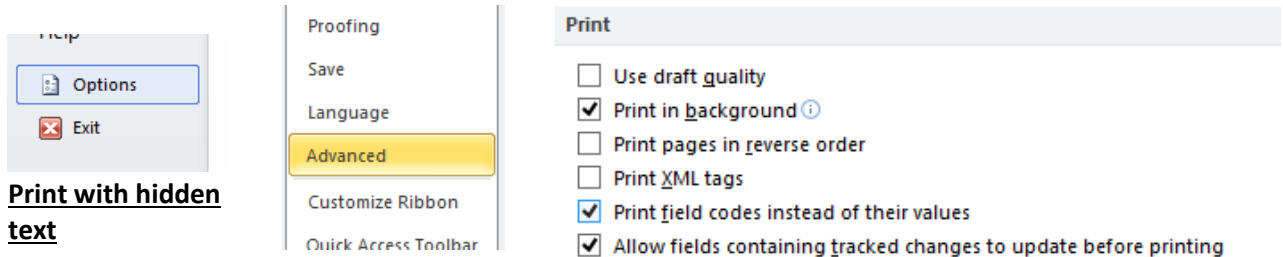 Help
Options
Exit
Print with hidden
text
Proofing
Save
Language
Advanced
Customize Ribbon
Quick Access Toolbar
Print
Use draft quality
Print in background
Print pages in reverse order
Print XML tags
Print field codes instead of their values
Allow fields containing tracked changes to update before printing